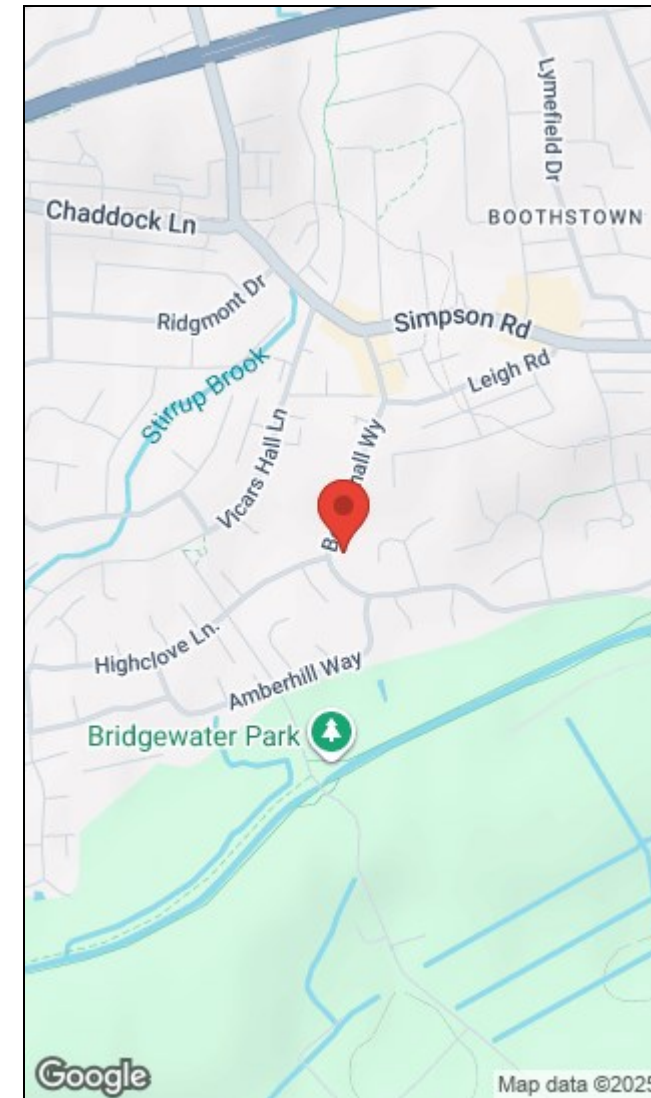 Lymefield Dr
Chaddock Ln
BOOTHSTOWN
Ridgmont Dr
Simpson Rd
Leigh Rd
Stirrup Brook
Vicars Hall Ln
Highclove Ln.
Amberhill Way
Bridgewater Park
Google
Map data ©2025